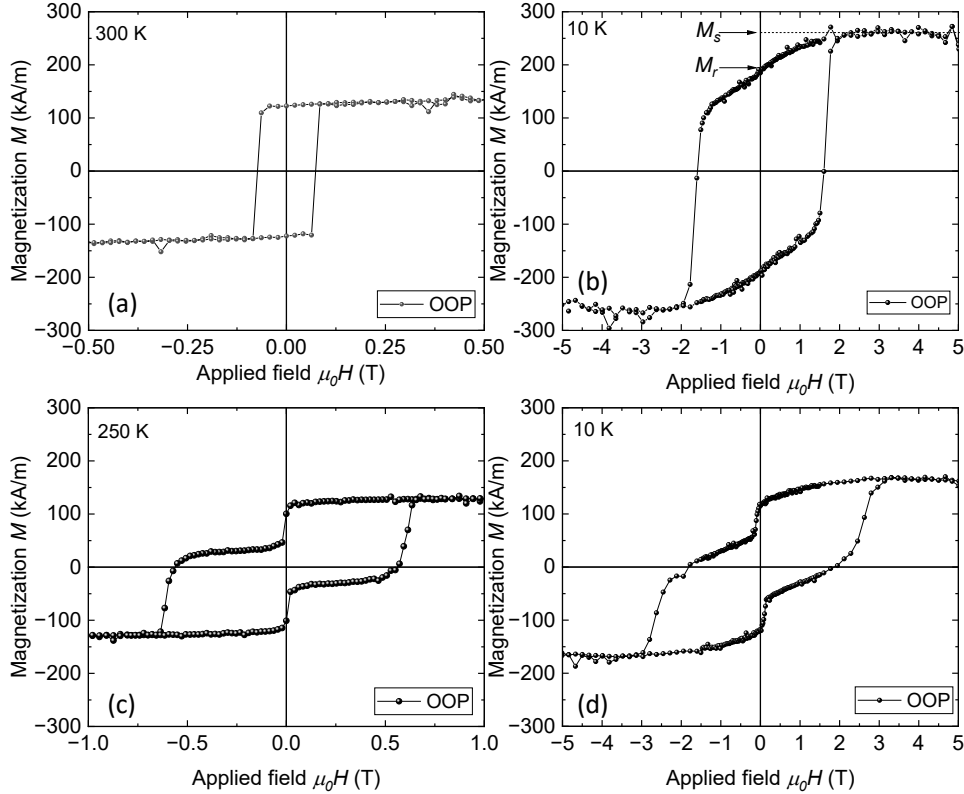 300 K
Magnetization M (kA/m)
300
200
100
0
−100
−200
−300
(a)
OOP
−0.50
−0.25
0.00
0.25
0.50
Applied field μ0H (T)
10 K
Ms
Mr
Magnetization M (kA/m)
300
200
100
0
-100
-200
-300
(b)
OOP
-5
-4
-3
-2
-1
0
1
2
3
4
5
Applied field μ0H (T)
250 K
Magnetization M (kA/m)
300
200
100
0
−100
−200
−300
(c)
OOP
−1.0
−0.5
0.0
0.5
1.0
Applied field μ0H (T)
10 K
Magnetization M (kA/m)
300
200
100
0
−100
−200
−300
(d)
OOP
−5
−4
−3
−2
−1
0
1
2
3
4
5
Applied field μ0H (T)